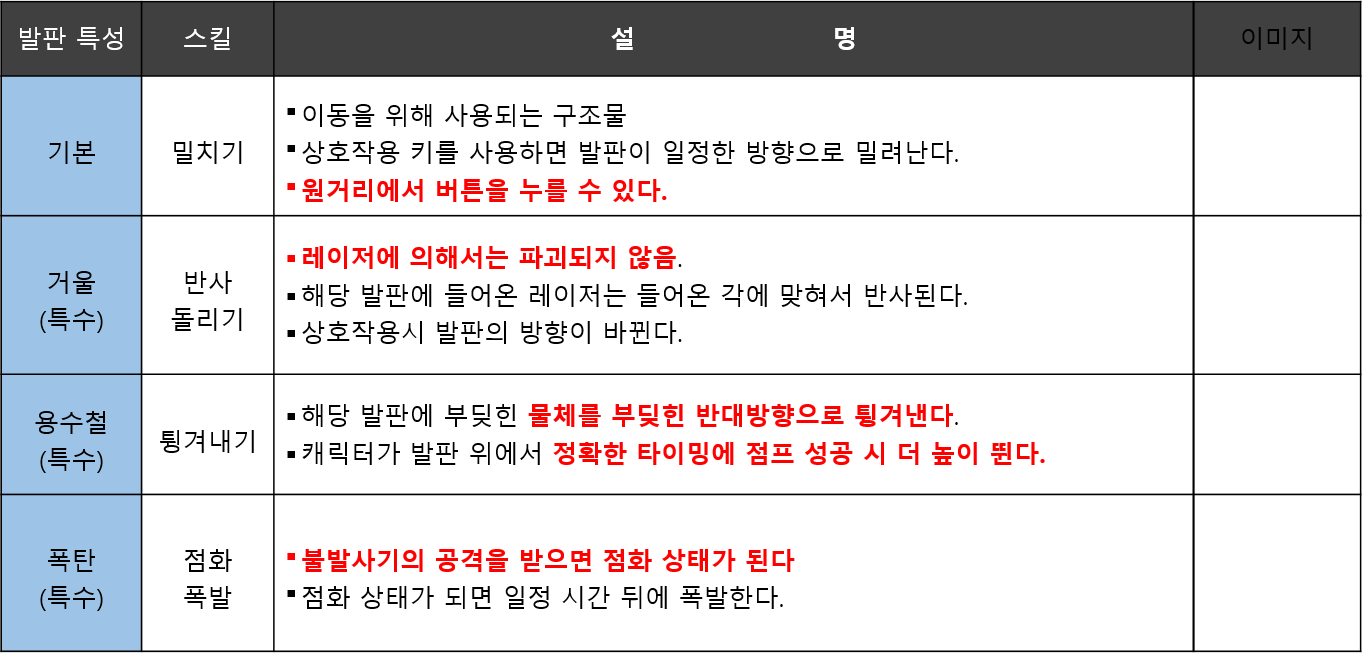 발판 특성 스킬 설 명 이미지
기본 밀치기
▪이동을 위해 사용되는 구조물
▪상호작용 키를 사용하면 발판이 일정한 방향으로 밀려난다.
▪원거리에서 버튼을 누를 수 있다.
거울
(특수)
반사
돌리기
▪레이저에 의해서는 파괴되지 않음.
▪해당 발판에 들어온 레이저는 들어온 각에 맞혀서 반사된다.
▪상호작용시 발판의 방향이 바뀐다.
용수철
(특수)
튕겨내기
▪해당 발판에 부딪힌 물체를 부딪힌 반대방향으로 튕겨낸다.
▪캐릭터가 발판 위에서 정확한 타이밍에 점프 성공 시 더 높이 뛴다.
폭탄
(특수)
점화
폭발
▪불발사기의 공격을 받으면 점화 상태가 된다
▪점화 상태가 되면 일정 시간 뒤에 폭발한다.